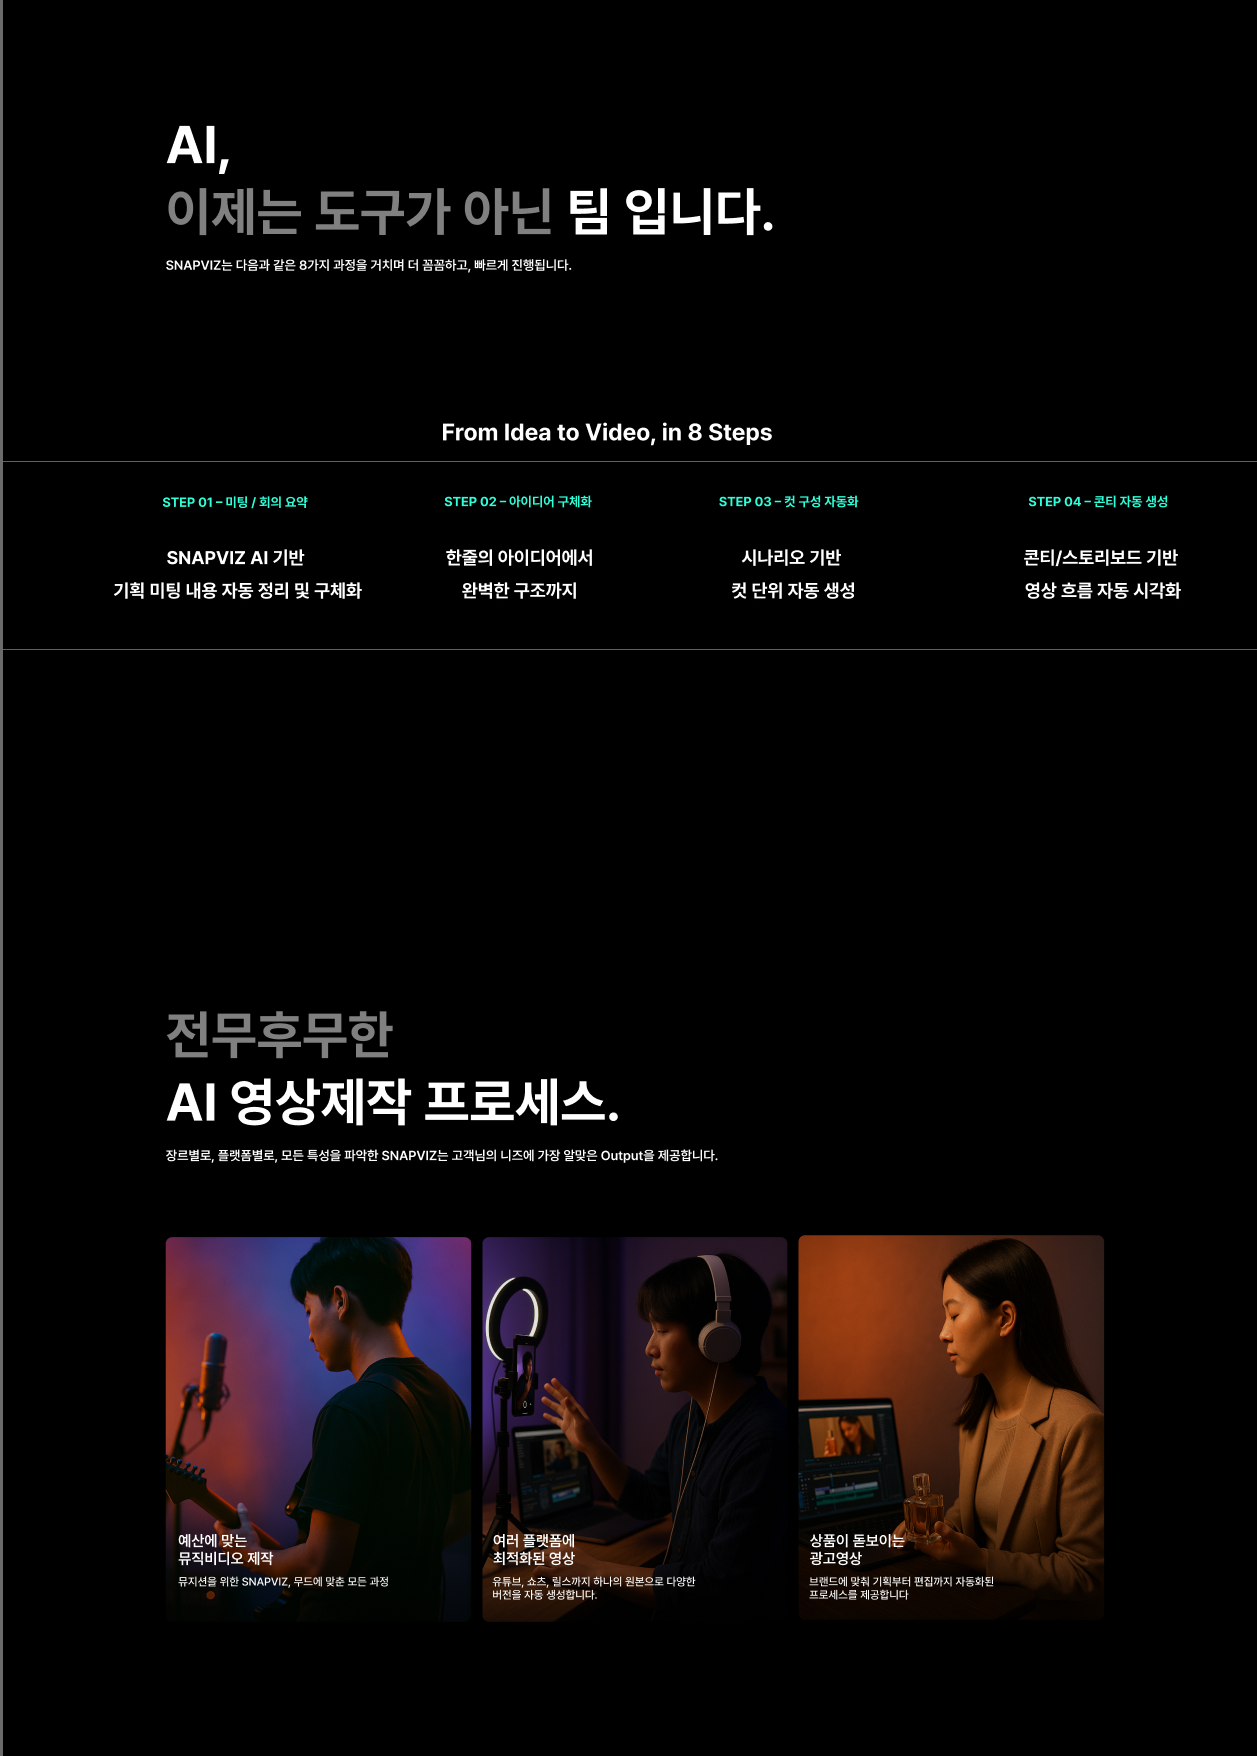 AI,
이제는 도구가 아닌 팀 입니다.
SNAPVIZ는 다음과 같은 8가지 과정을 거치며 더 꼼꼼하고, 빠르게 진행됩니다.
From Idea to Video, in 8 Steps
STEP 01 – 미팅 / 회의 요약
SNAPVIZ AI 기반
기획 미팅 내용 자동 정리 및 구체화
STEP 02 – 아이디어 구체화
한줄의 아이디어에서
완벽한 구조까지
STEP 03 – 컷 구성 자동화
시나리오 기반
컷 단위 자동 생성
STEP 04 – 콘티 자동 생성
콘티/스토리보드 기반
영상 흐름 자동 시각화
전무후무한
AI 영상제작 프로세스.
장르별로, 플랫폼별로, 모든 특성을 파악한 SNAPVIZ는 고객님의 니즈에 가장 알맞은 Output을 제공합니다.
예산에 맞는
뮤직비디오 제작
뮤지션을 위한 SNAPVIZ, 무드에 맞춘 모든 과정
여러 플랫폼에
최적화된 영상
유튜브, 쇼츠, 릴스까지 하나의 원본으로 다양한
버전을 자동 생성합니다.
상품이 돋보이는
광고영상
브랜드에 맞춰 기획부터 편집까지 자동화된
프로세스를 제공합니다